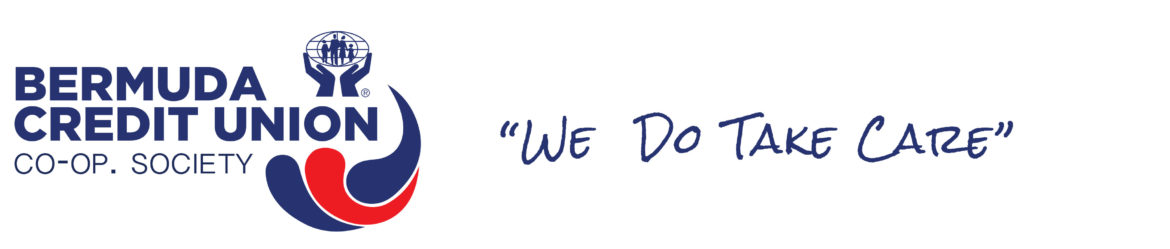 BERMUDA
CREDIT UNION
CO-OP. SOCIETY
®
“We Do Take Care”